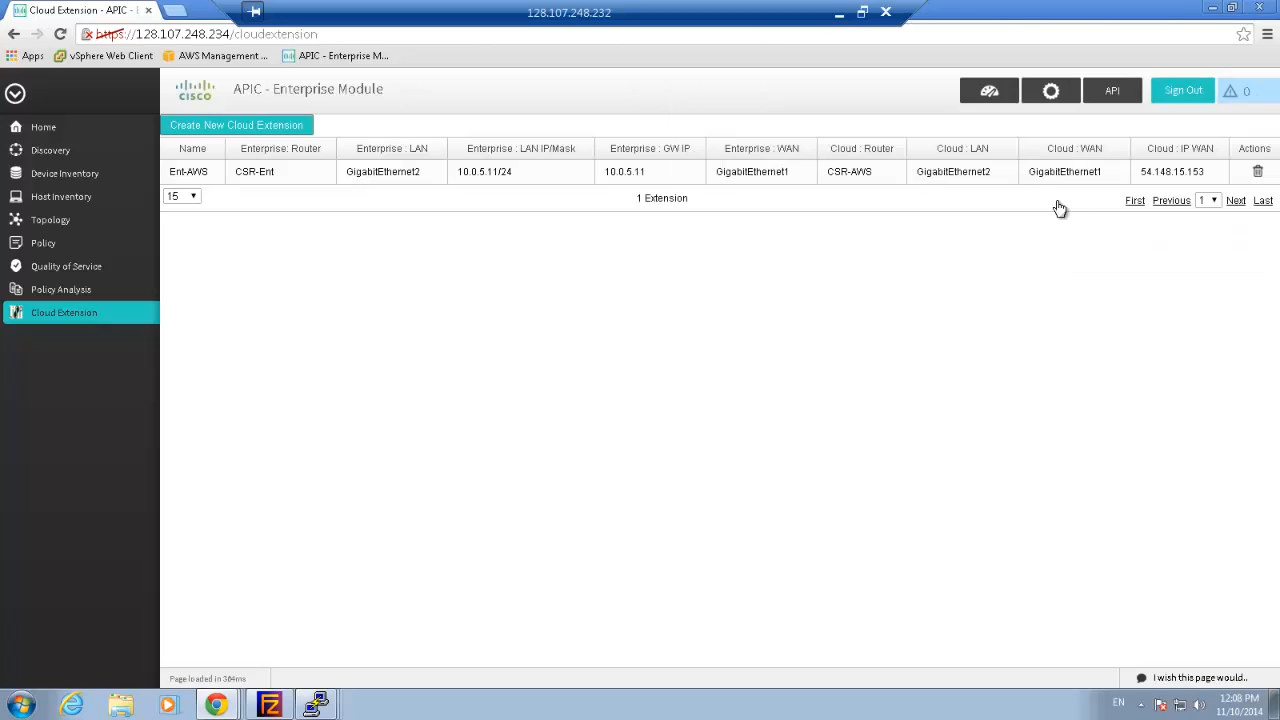 Cloud Extension - APIC - E
128.107.248.232
https://128.107.248.234/cloudextension
Apps vSphere Web Client AWS Management ... APIC - Enterprise M...
CISCO APIC - Enterprise Module API Sign Out 0
Create New Cloud Extension
Name Enterprise: Router Enterprise : LAN Enterprise : LAN IP/Mask Enterprise : GW IP Enterprise : WAN Cloud : Router Cloud : LAN Cloud : WAN Cloud : IP WAN Actions
Ent-AWS CSR-Ent GigabitEthernet2 10.0.5.11/24 10.0.5.11 GigabitEthernet1 CSR-AWS GigabitEthernet2 GigabitEthernet1 54.148.15.153
15 1 Extension First Previous 1 Next Last
Home
Discovery
Device Inventory
Host Inventory
Topology
Policy
Quality of Service
Policy Analysis
Cloud Extension
Page loaded in 364ms I wish this page would..
EN 12:08 PM
11/10/2014